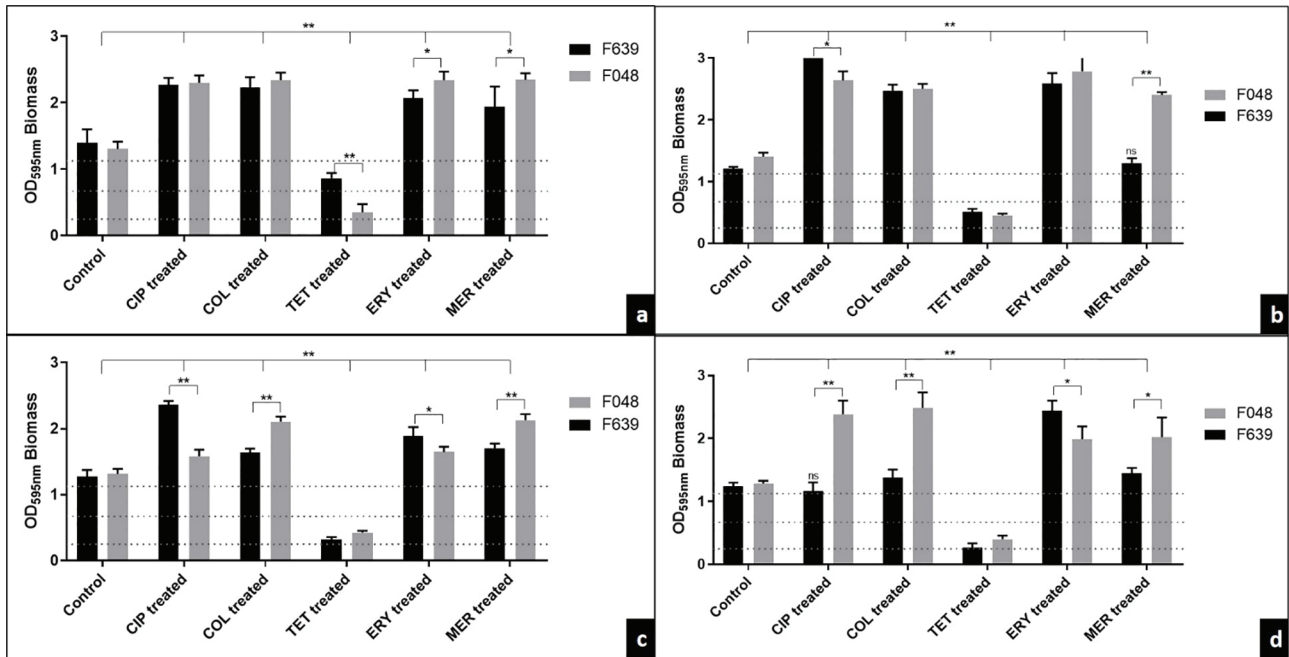 **
F639
F048
3
2
1
0
OD595nm Biomass
*
*
**
Control
CIP treated
COL treated
TET treated
ERY treated
MER treated
a
**
F048
F639
3
2
1
0
OD595nm Biomass
*
**
ns
Control
CIP treated
COL treated
TET treated
ERY treated
MER treated
b
**
F048
F639
3
2
1
0
OD595nm Biomass
**
**
*
**
Control
CIP treated
COL treated
TET treated
ERY treated
MER treated
c
**
F048
F639
3
2
1
0
OD595nm Biomass
**
**
*
*
ns
Control
CIP treated
COL treated
TET treated
ERY treated
MER treated
d